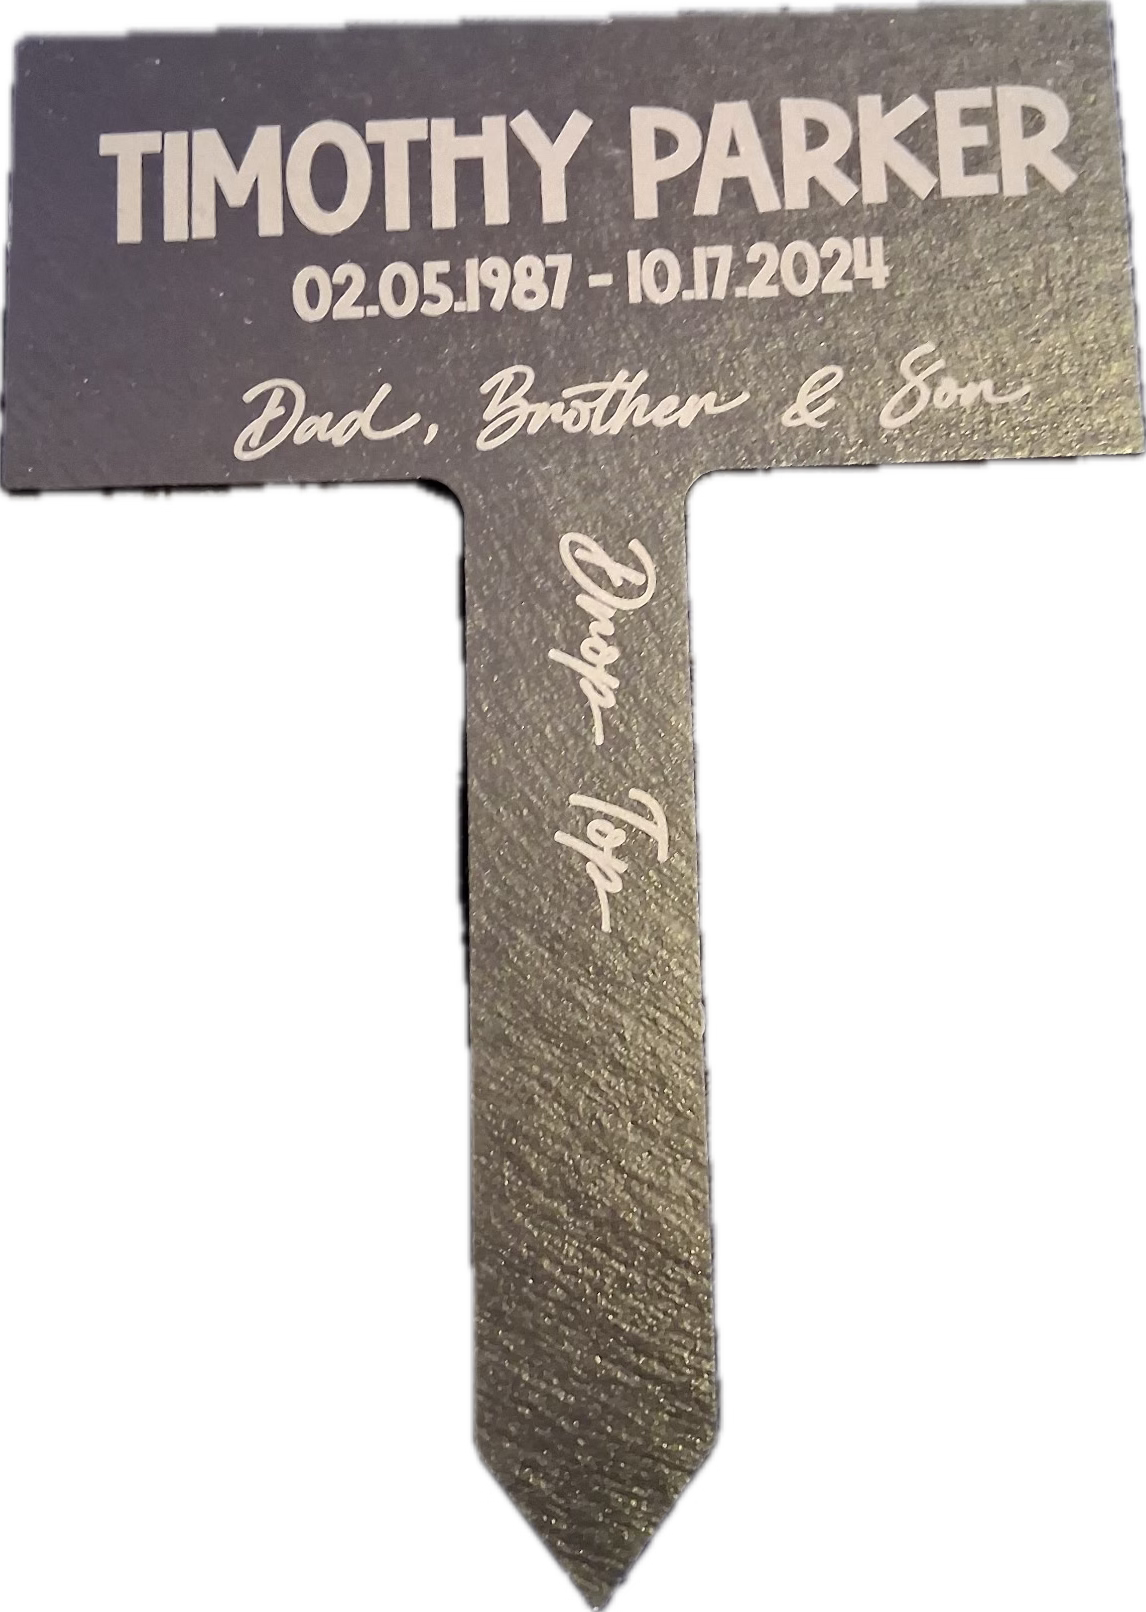 TIMOTHY PARKER
02.05.1987 - 10.17.2024
Dad, Brother & Son
Drop Top